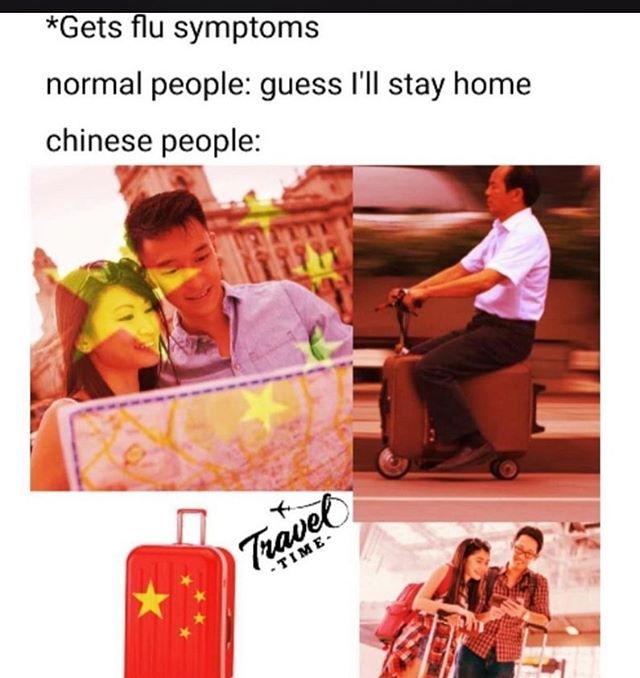 *Gets flu symptoms
normal people: guess I'll stay home
chinese people:
Travel
-TIME-